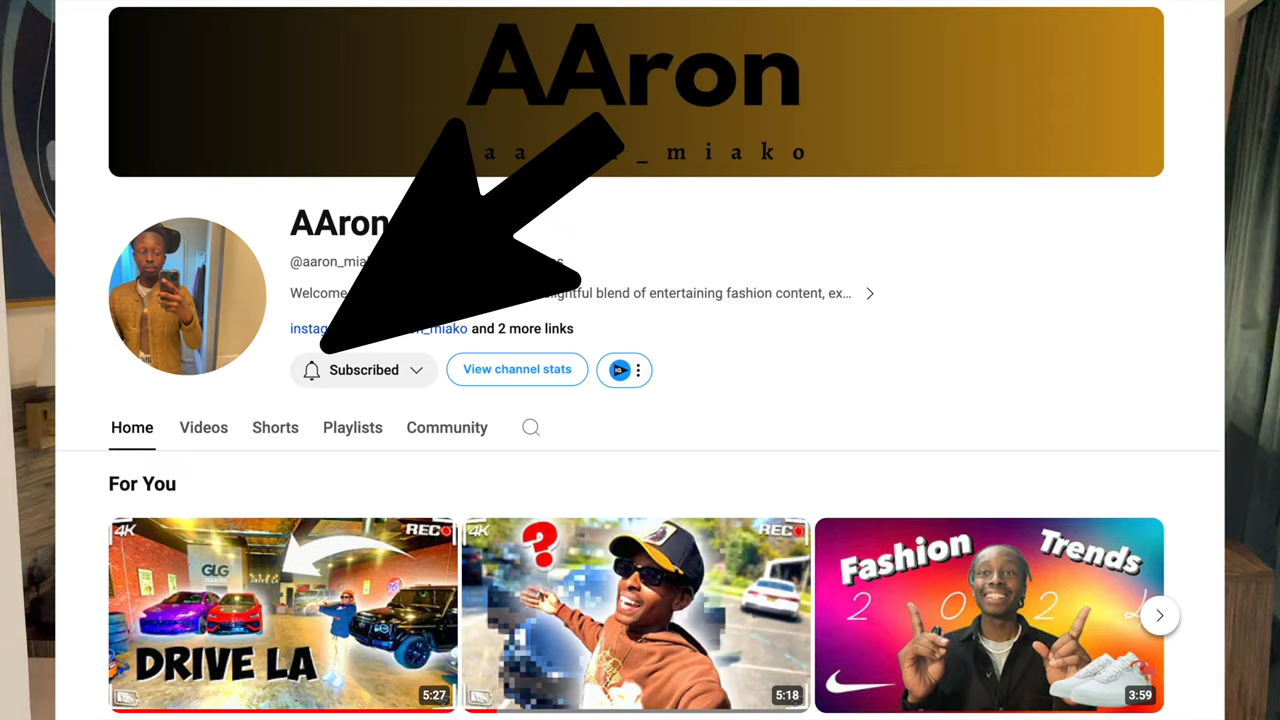 AAron
_ m i a k o
AAron
@aaron_mia
Welcome
ful blend of entertaining fashion content, ex...
instag _miako and 2 more links
Subscribed
View channel stats
Home Videos Shorts Playlists Community
For You
4K REC
GLG
DRIVE LA
5:27
4K REC
?
5:18
Fashion Trends
2 0 2
3:59